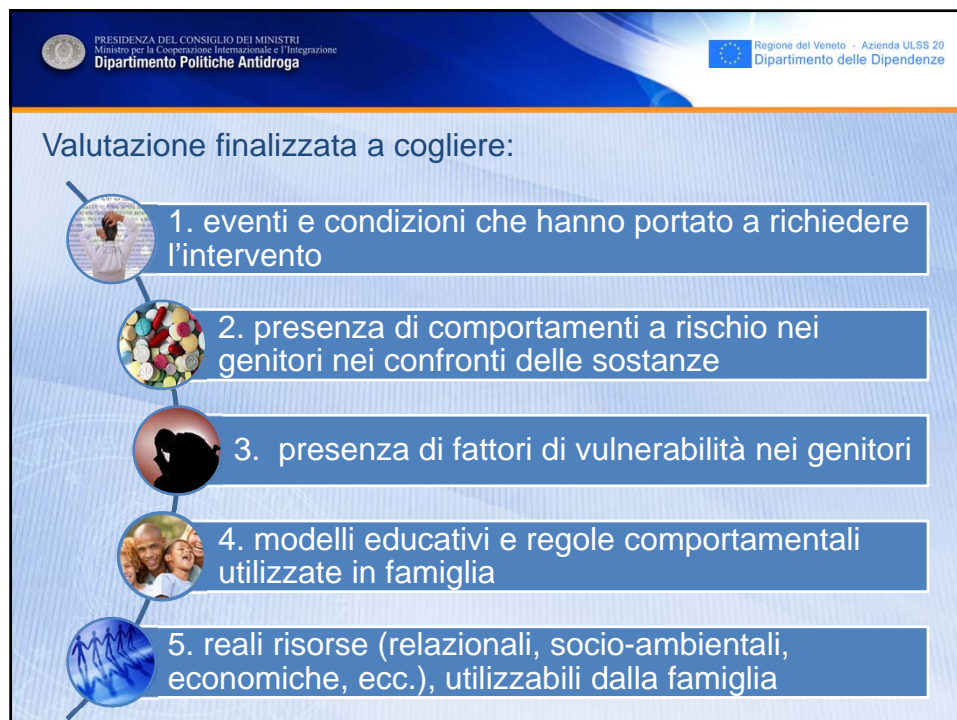 PRESIDENZA DEL CONSIGLIO DEI MINISTRI
Ministro per la Cooperazione Internazionale e l'Integrazione
Dipartimento Politiche Antidroga
Regione del Veneto - Azienda ULSS 20
Dipartimento delle Dipendenze
Valutazione finalizzata a cogliere:
1. eventi e condizioni che hanno portato a richiedere
l'intervento
2. presenza di comportamenti a rischio nei
genitori nei confronti delle sostanze
3. presenza di fattori di vulnerabilità nei genitori
4. modelli educativi e regole comportamentali
utilizzate in famiglia
5. reali risorse (relazionali, socio-ambientali,
economiche, ecc.), utilizzabili dalla famiglia